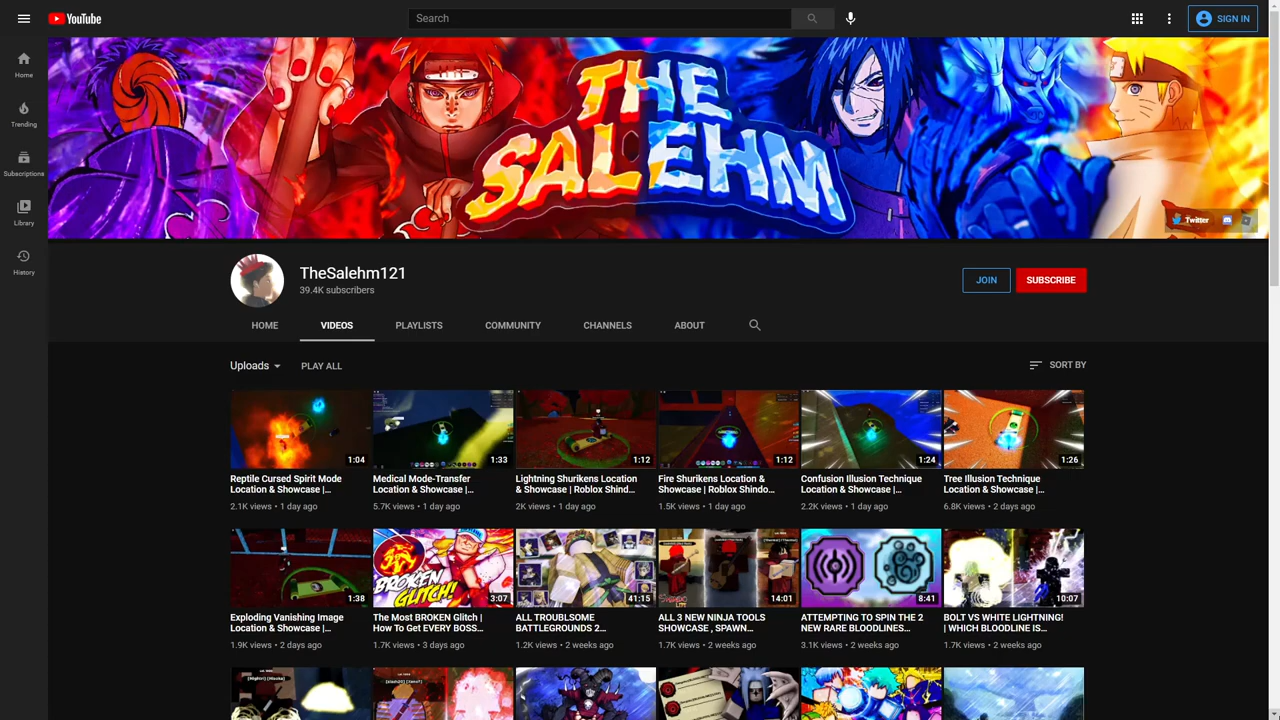 YouTube
Search
SIGN IN
Home
Trending
Subscriptions
Library
History
THE
SALEHM
Twitter
TheSalehm121
39.4K subscribers
JOIN
SUBSCRIBE
HOME
VIDEOS
PLAYLISTS
COMMUNITY
CHANNELS
ABOUT
Uploads
PLAY ALL
SORT BY
1:04
1:33
1:12
1:12
1:24
1:26
Reptile Cursed Spirit Mode
Location & Showcase |...
2.1K views • 1 day ago
Medical Mode-Transfer
Location & Showcase |...
5.7K views • 1 day ago
Lightning Shurikens Location
& Showcase | Roblox Shind...
2K views • 1 day ago
Fire Shurikens Location &
Showcase | Roblox Shindo...
1.5K views • 1 day ago
Confusion Illusion Technique
Location & Showcase |...
2.2K views • 1 day ago
Tree Illusion Technique
Location & Showcase |...
6.8K views • 2 days ago
1:38
BROKEN
GLITCH!
3:07
41:15
14:01
8:41
10:07
Exploding Vanishing Image
Location & Showcase |...
1.9K views • 2 days ago
The Most BROKEN Glitch |
How To Get EVERY BOSS...
1.7K views • 3 days ago
ALL TROUBLSOME
BATTLEGROUNDS 2...
1.2K views • 2 weeks ago
ALL 3 NEW NINJA TOOLS
SHOWCASE , SPAWN...
1.7K views • 2 weeks ago
ATTEMPTING TO SPIN THE 2
NEW RARE BLOODLINES...
3.1K views • 2 weeks ago
BOLT VS WHITE LIGHTNING!
| WHICH BLOODLINE IS...
1.7K views • 2 weeks ago